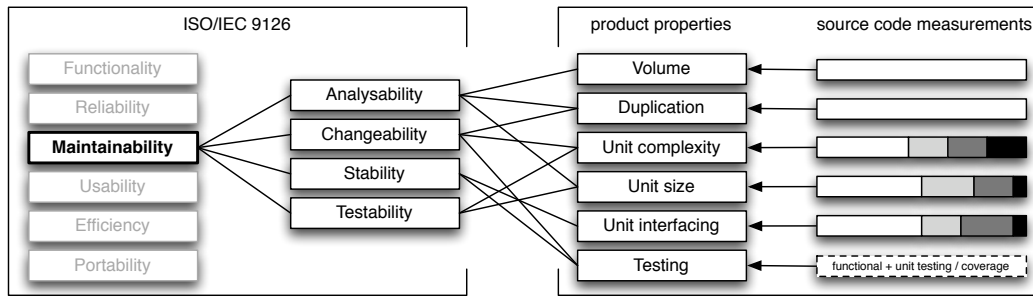 ISO/IEC 9126
product properties
source code measurements
Functionality
Reliability
Maintainability
Usability
Efficiency
Portability
Analysability
Changeability
Stability
Testability
Volume
Duplication
Unit complexity
Unit size
Unit interfacing
Testing
functional + unit testing / coverage